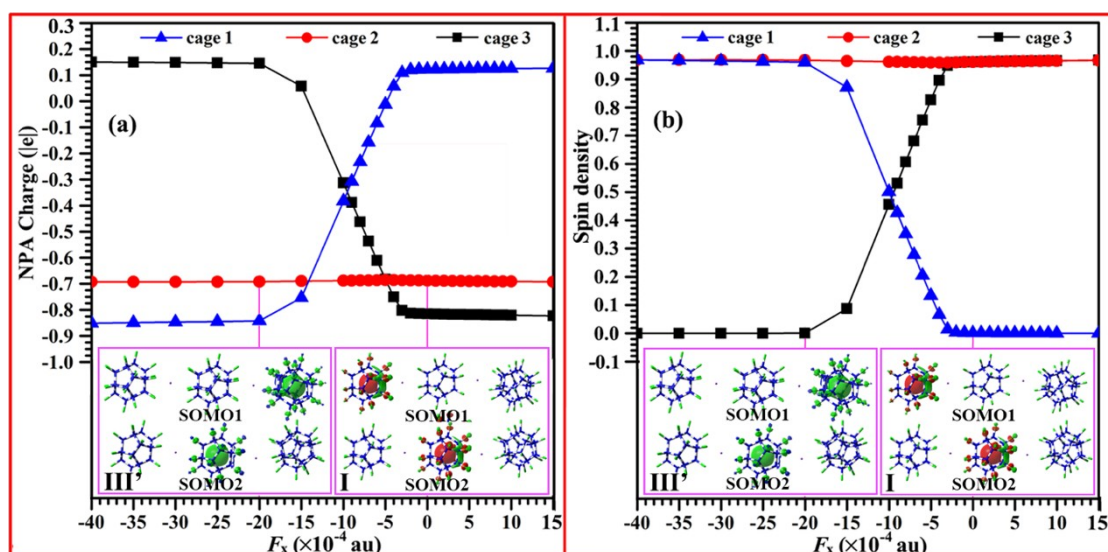 cage 1 cage 2 cage 3
(a)
NPA Charge (|e|)
0.3
0.2
0.1
0.0
-0.1
-0.2
-0.3
-0.4
-0.5
-0.6
-0.7
-0.8
-0.9
-1.0
SOMO1
SOMO2
III’
SOMO1
SOMO2
I
-40 -35 -30 -25 -20 -15 -10 -5 0 5 10 15
Fx (×10-4 au)
cage 1 cage 2 cage 3
(b)
Spin density
1.1
1.0
0.9
0.8
0.7
0.6
0.5
0.4
0.3
0.2
0.1
0.0
-0.1
SOMO1
SOMO2
III’
SOMO1
SOMO2
I
-40 -35 -30 -25 -20 -15 -10 -5 0 5 10 15
Fx (×10-4 au)